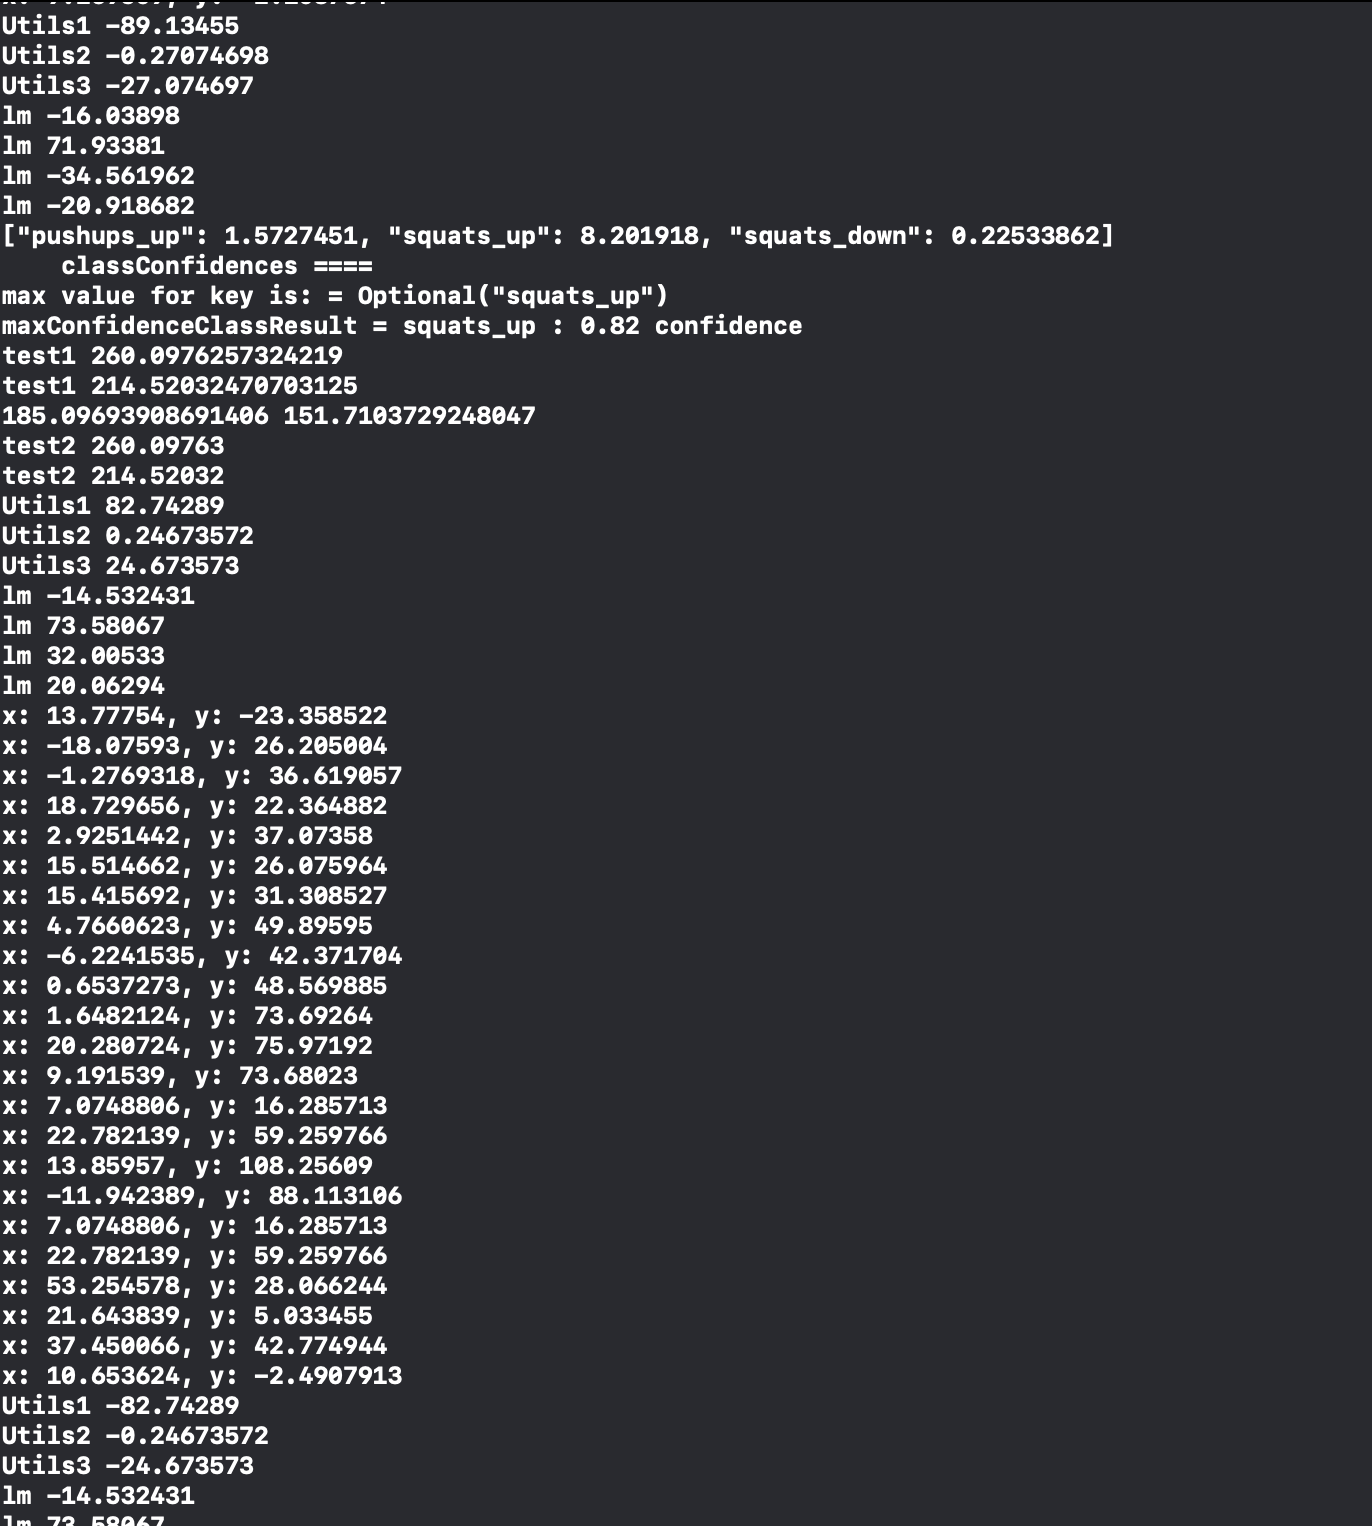 Utils1 -89.13455
Utils2 -0.27074698
Utils3 -27.074697
lm -16.03898
lm 71.93381
lm -34.561962
lm -20.918682
["pushups_up": 1.5727451, "squats_up": 8.201918, "squats_down": 0.22533862]
    classConfidences ====
max value for key is: = Optional("squats_up")
maxConfidenceClassResult = squats_up : 0.82 confidence
test1 260.0976257324219
test1 214.52032470703125
185.09693908691406 151.7103729248047
test2 260.09763
test2 214.52032
Utils1 82.74289
Utils2 0.24673572
Utils3 24.673573
lm -14.532431
lm 73.58067
lm 32.00533
lm 20.06294
x: 13.77754, y: -23.358522
x: -18.07593, y: 26.205004
x: -1.2769318, y: 36.619057
x: 18.729656, y: 22.364882
x: 2.9251442, y: 37.07358
x: 15.514662, y: 26.075964
x: 15.415692, y: 31.308527
x: 4.7660623, y: 49.89595
x: -6.2241535, y: 42.371704
x: 0.6537273, y: 48.569885
x: 1.6482124, y: 73.69264
x: 20.280724, y: 75.97192
x: 9.191539, y: 73.68023
x: 7.0748806, y: 16.285713
x: 22.782139, y: 59.259766
x: 13.85957, y: 108.25609
x: -11.942389, y: 88.113106
x: 7.0748806, y: 16.285713
x: 22.782139, y: 59.259766
x: 53.254578, y: 28.066244
x: 21.643839, y: 5.033455
x: 37.450066, y: 42.774944
x: 10.653624, y: -2.4907913
Utils1 -82.74289
Utils2 -0.24673572
Utils3 -24.673573
lm -14.532431
lm 73.58067